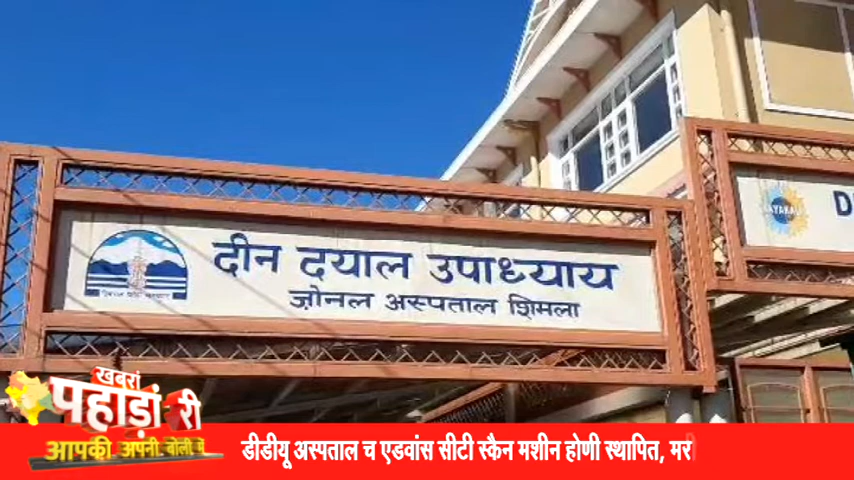 दीन दयाल उपाध्याय
ज़ोनल अस्पताल शिमला
D
खबरां
पहाडां री
आपकी अपनी बोली में
डीडीयू अस्पताल च एडवांस सीटी स्कैन मशीन होणी स्थापित, मर